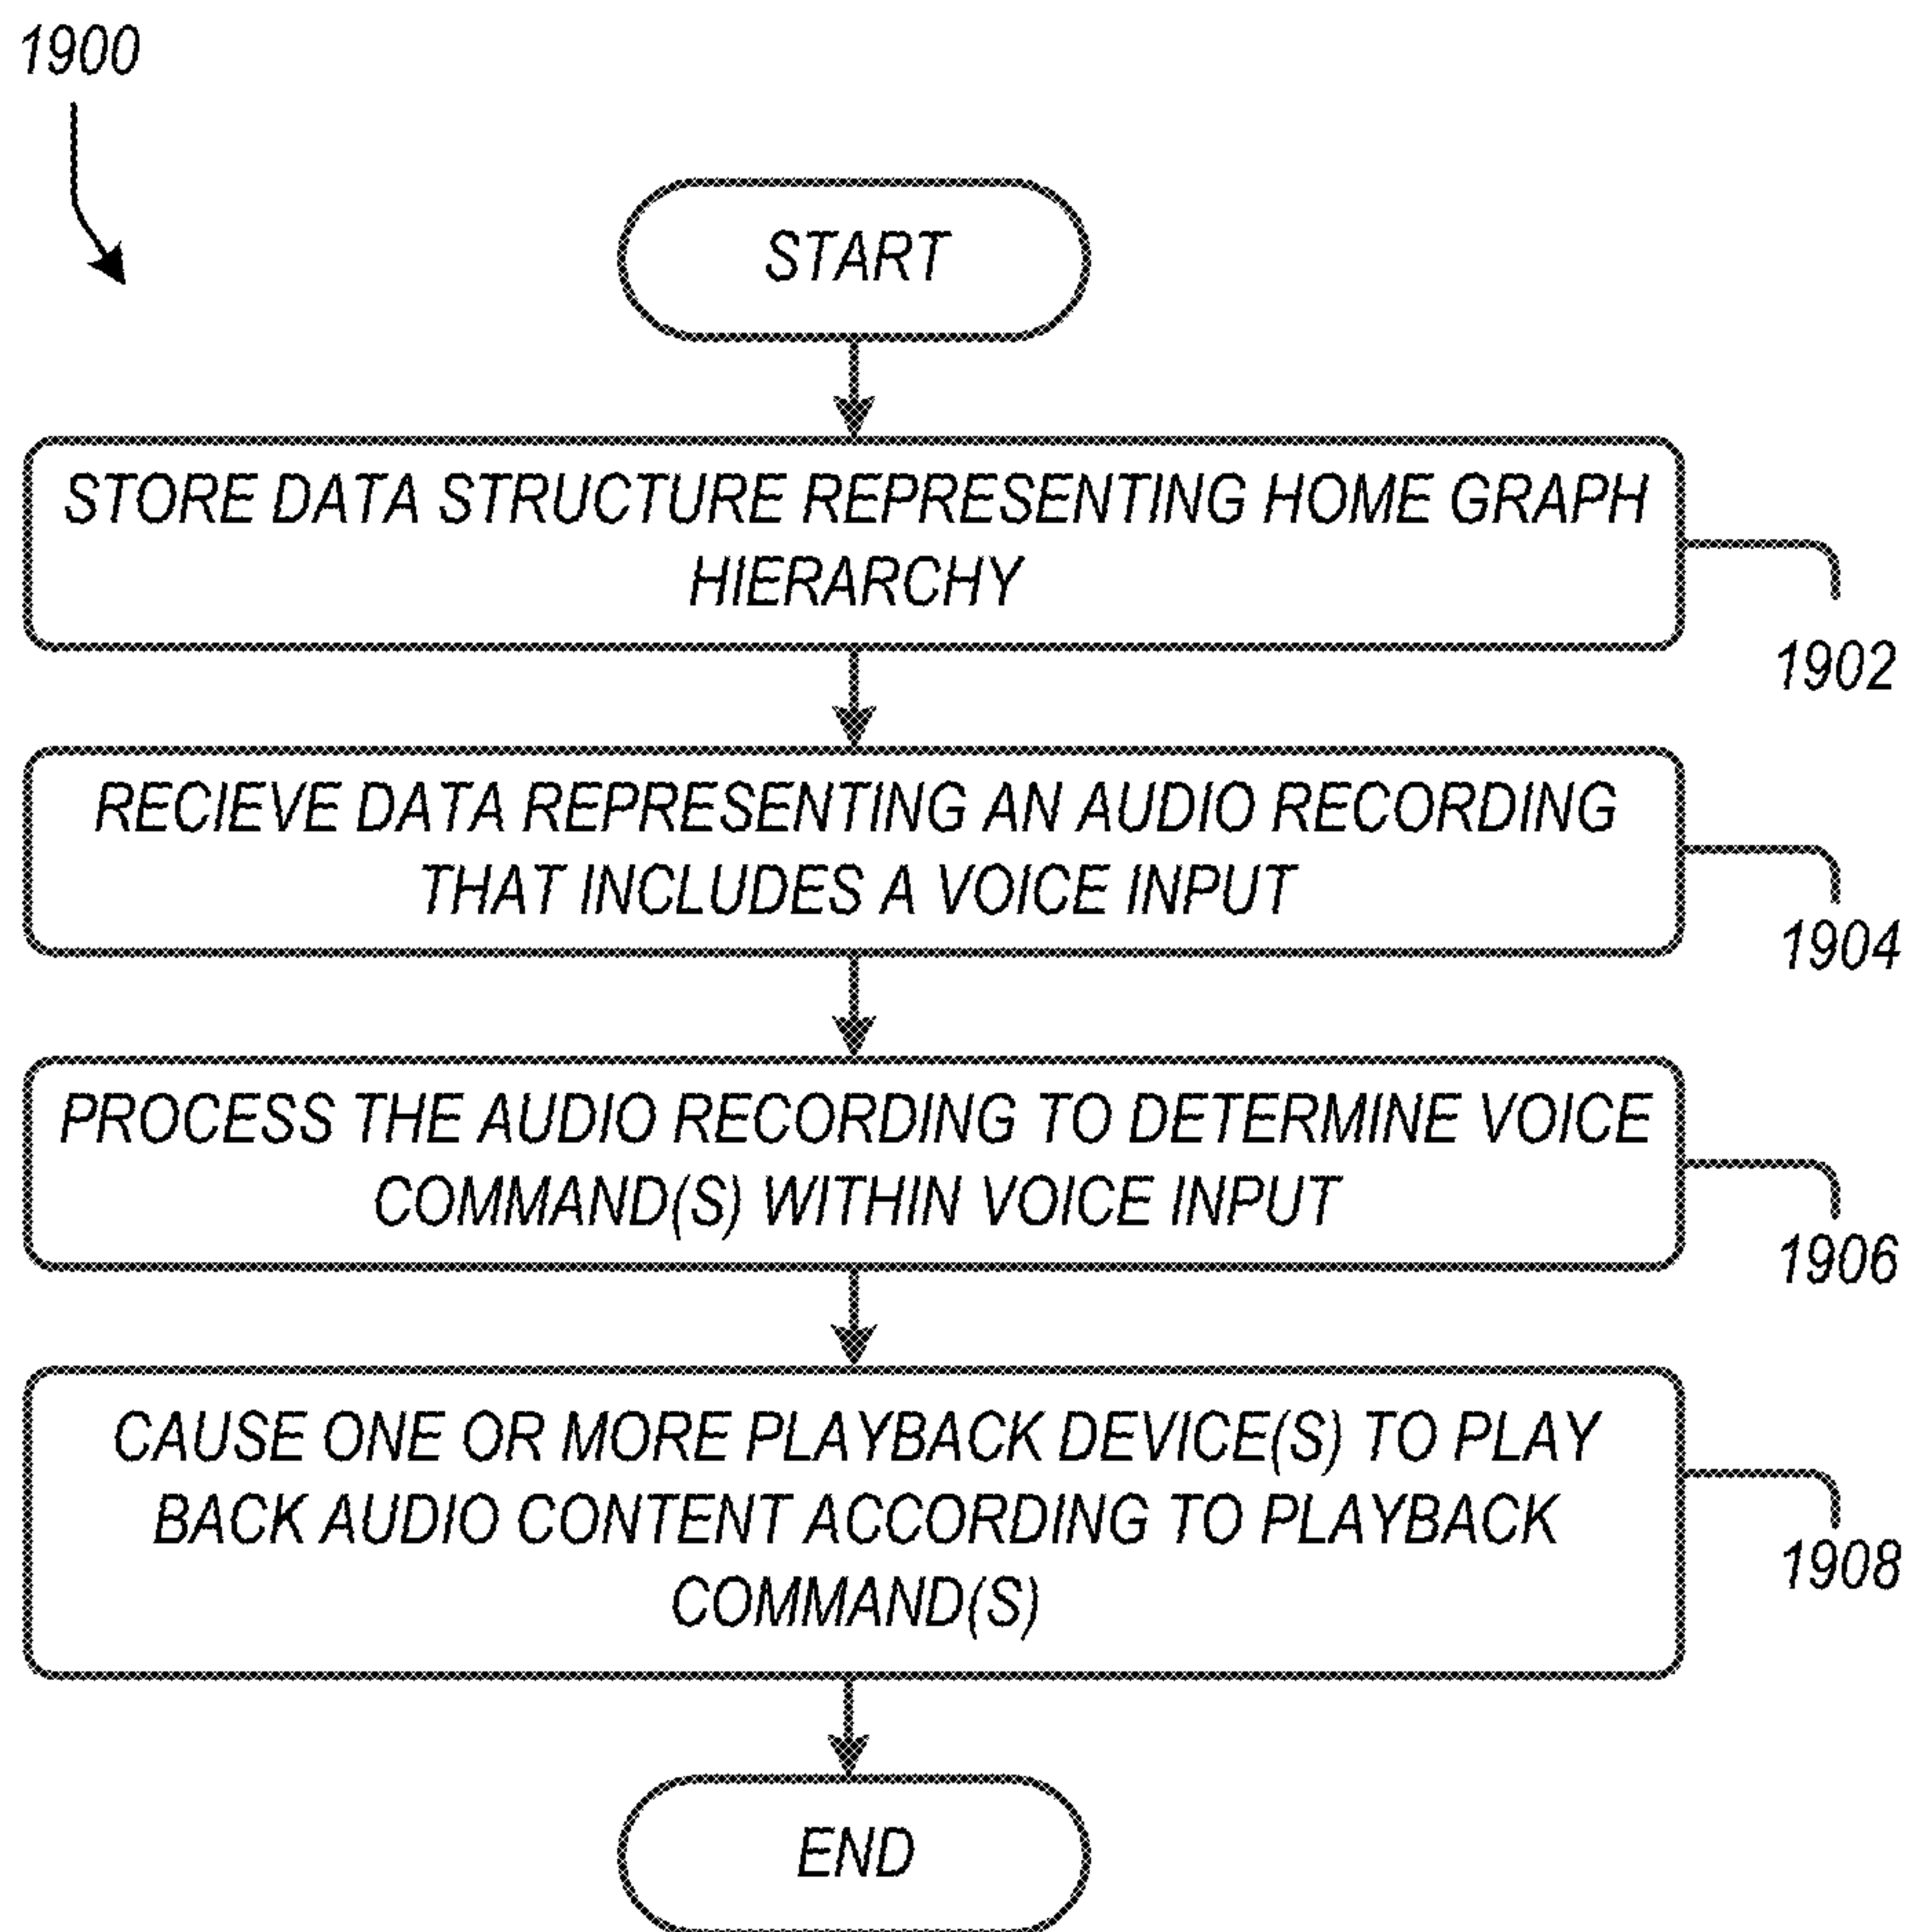 1900
START
STORE DATA STRUCTURE REPRESENTING HOME GRAPH
HIERARCHY
1902
RECIEVE DATA REPRESENTING AN AUDIO RECORDING
THAT INCLUDES A VOICE INPUT
1904
PROCESS THE AUDIO RECORDING TO DETERMINE VOICE
COMMAND(S) WITHIN VOICE INPUT
1906
CAUSE ONE OR MORE PLAYBACK DEVICE(S) TO PLAY
BACK AUDIO CONTENT ACCORDING TO PLAYBACK
COMMAND(S)
1908
END